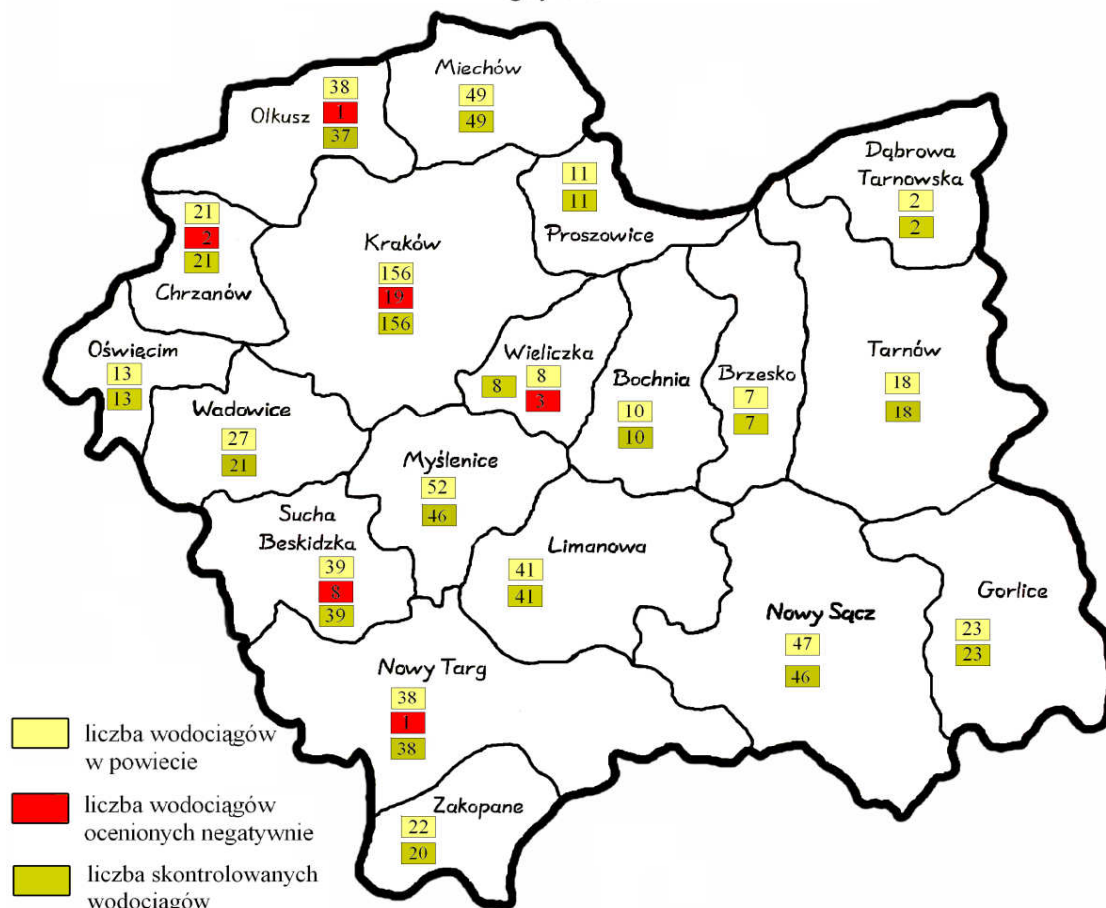 Miechów
49
49
Olkusz
38
1
37
Dąbrowa
Tarnowska
2
2
11
11
Proszowice
21
2
21
Chrzanów
Kraków
156
19
156
Oświęcim
13
13
Wadowice
27
21
Wieliczka
8
8
3
Bochnia
10
10
Brzesko
7
7
Tarnów
18
18
Myślenice
52
46
Sucha
Beskidzka
39
8
39
Limanowa
41
41
Nowy Sącz
47
46
Gorlice
23
23
Nowy Targ
38
1
38
Zakopane
22
20
liczba wodociągów
w powiecie
liczba wodociągów
ocenionych negatywnie
liczba skontrolowanych
wodociągów